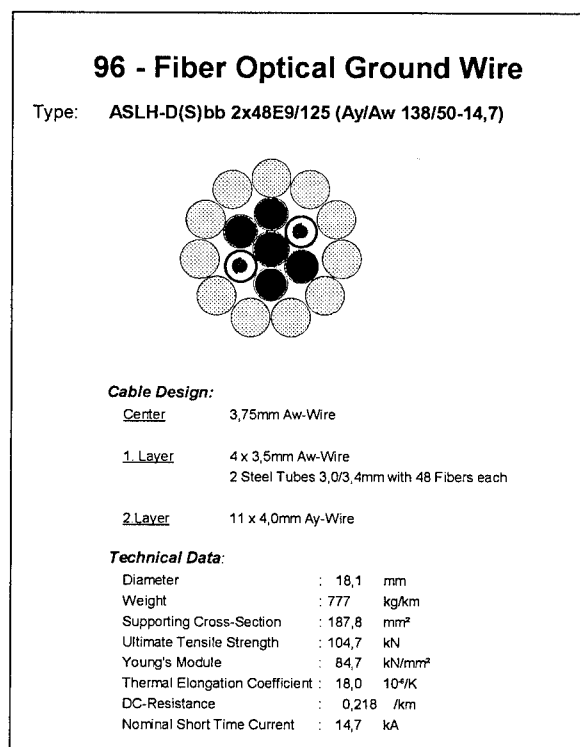 96 - Fiber Optical Ground Wire
Type: ASLH-D(S)bb 2x48E9/125 (Ay/Aw 138/50-14,7)
Cable Design:
Center 3,75mm Aw-Wire
1. Layer 4 x 3,5mm Aw-Wire
2 Steel Tubes 3,0/3,4mm with 48 Fibers each
2.Layer 11 x 4,0mm Ay-Wire
Technical Data:
Diameter : 18,1 mm
Weight : 777 kg/km
Supporting Cross-Section : 187,8 mm²
Ultimate Tensile Strength : 104,7 kN
Young's Module : 84,7 kN/mm²
Thermal Elongation Coefficient : 18,0 10⁻⁶/K
DC-Resistance : 0,218 /km
Nominal Short Time Current : 14,7 kA